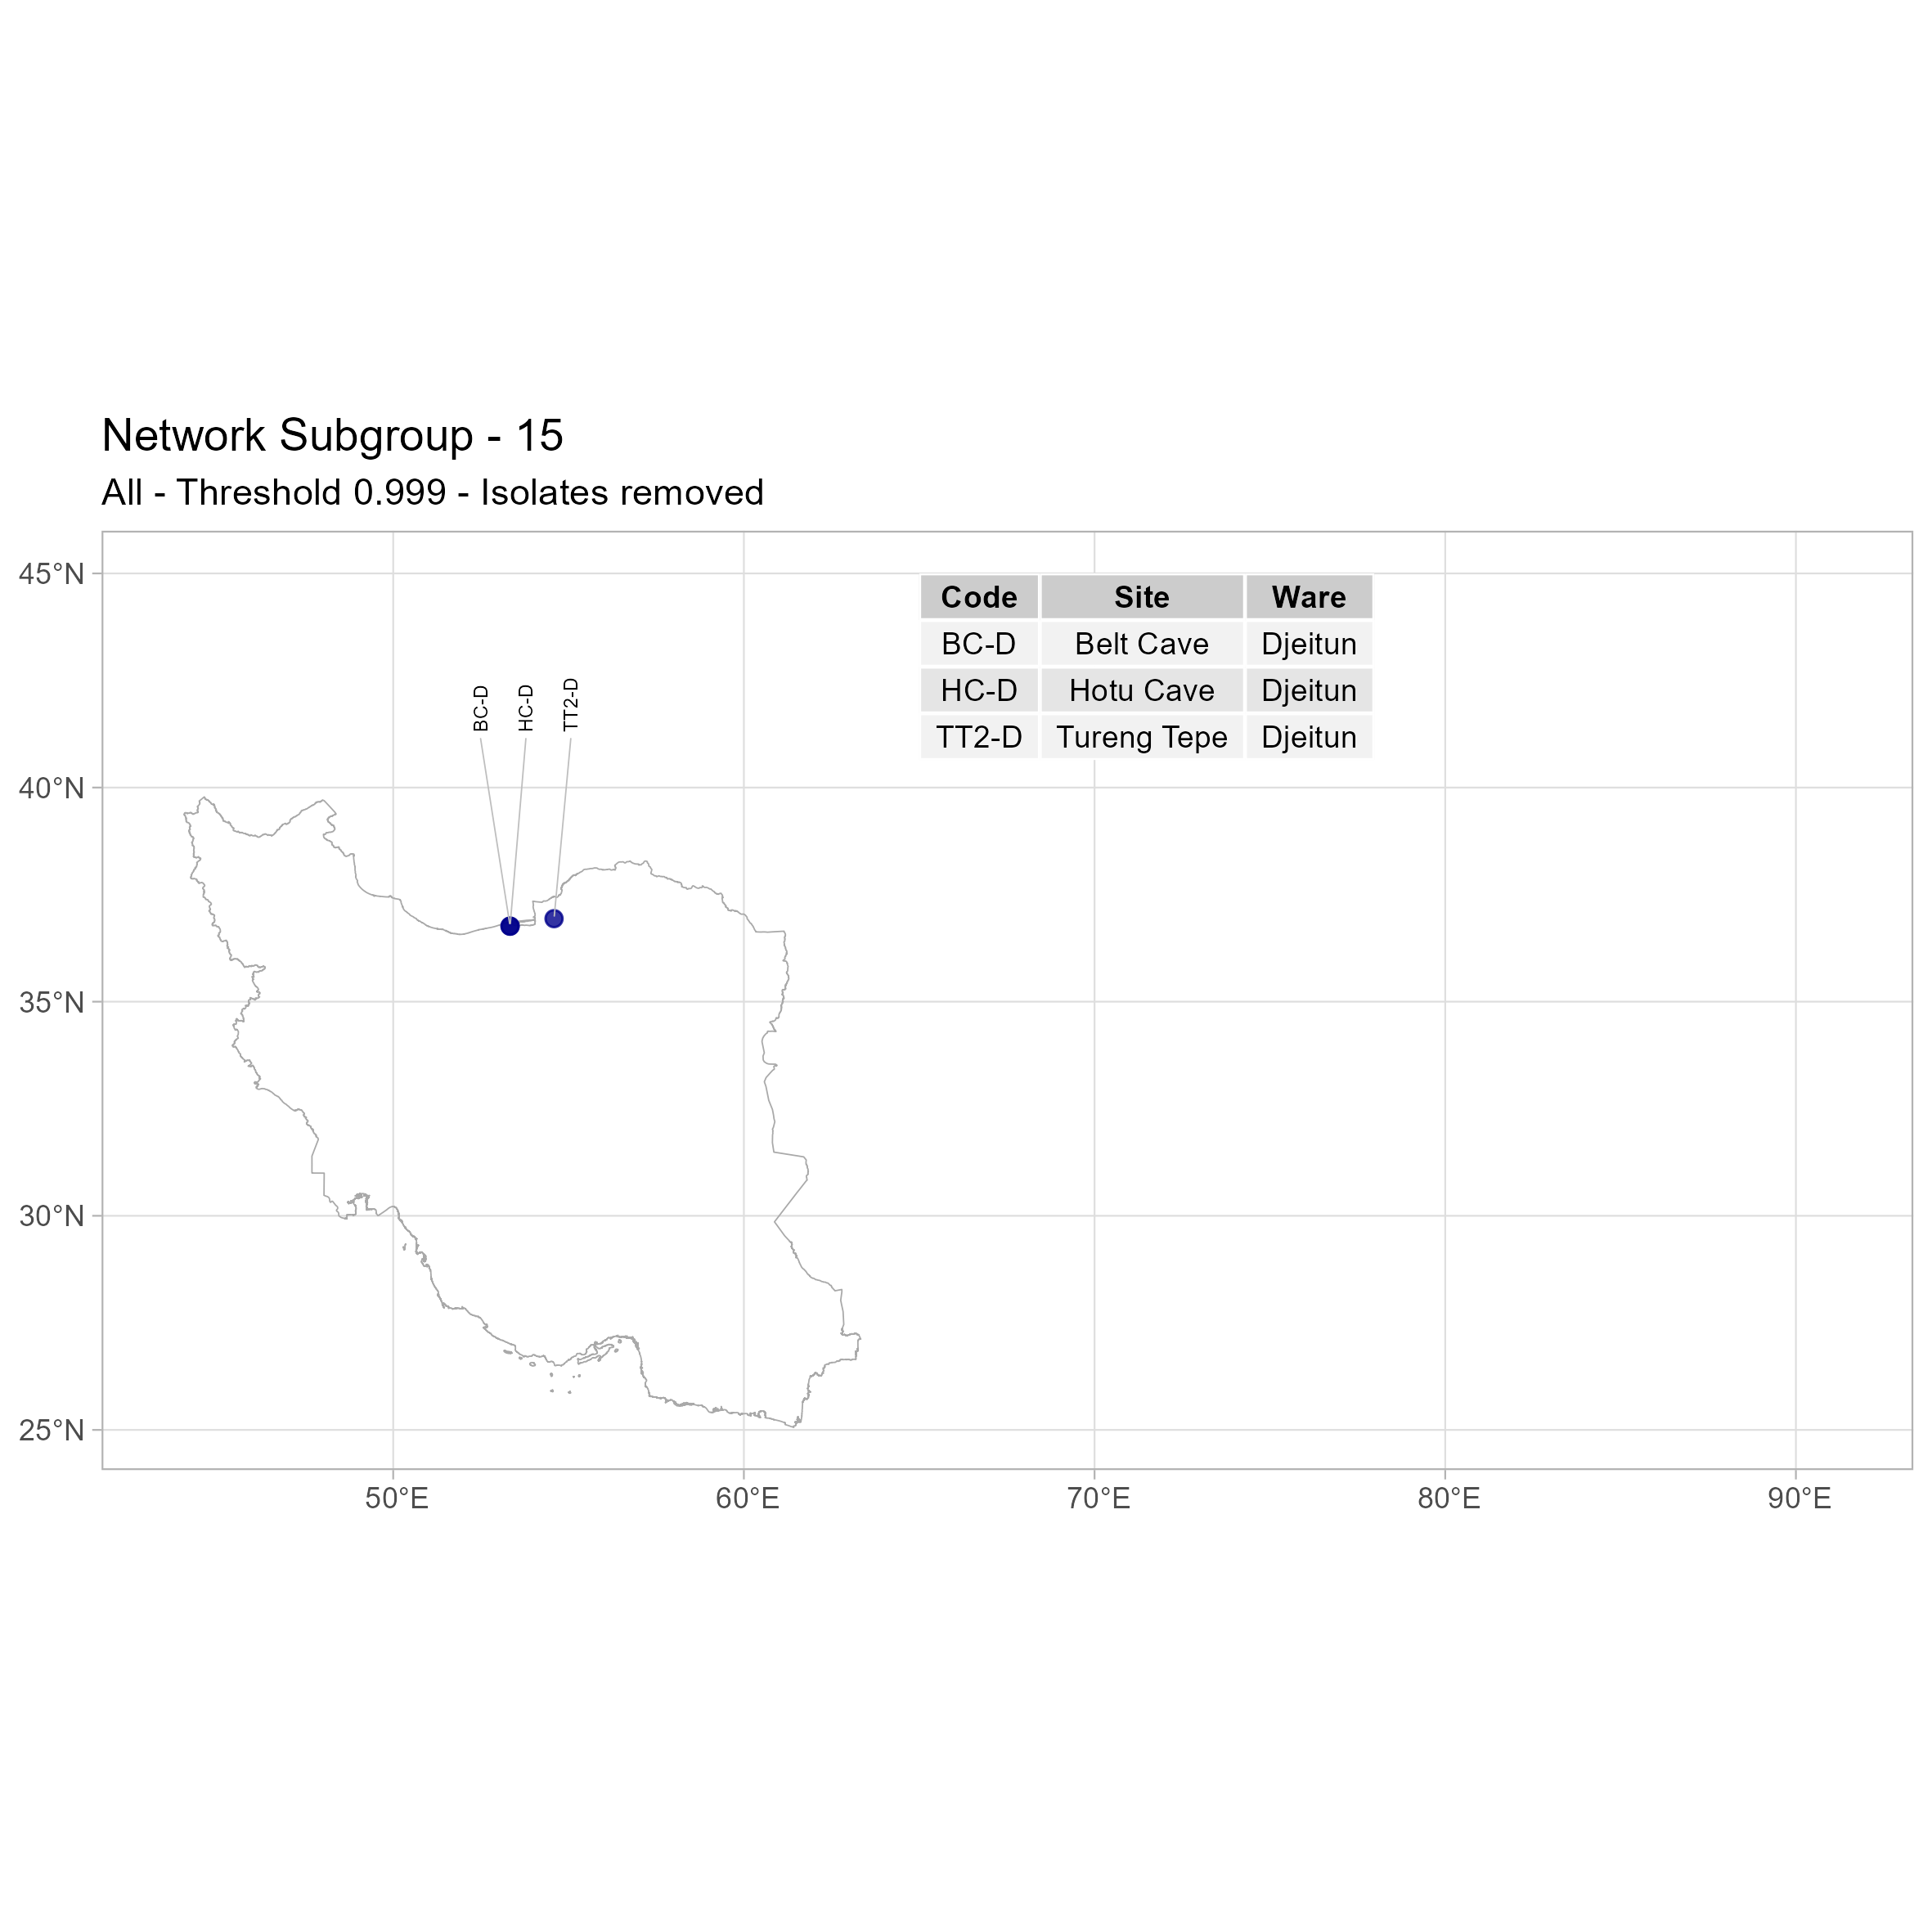 Network Subgroup - 15
All - Threshold 0.999 - Isolates removed
45°N
40°N
35°N
30°N
25°N
BC-D
HC-D
TT2-D
Code Site Ware
BC-D Belt Cave Djeitun
HC-D Hotu Cave Djeitun
TT2-D Tureng Tepe Djeitun
50°E 60°E 70°E 80°E 90°E